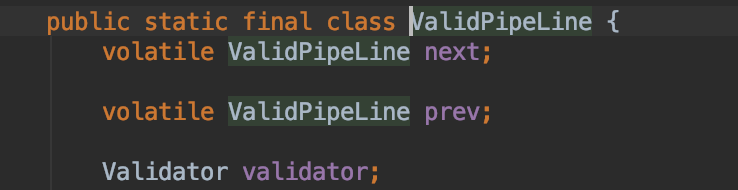 public static final class ValidPipeLine {
volatile ValidPipeLine next;
volatile ValidPipeLine prev;
Validator validator;